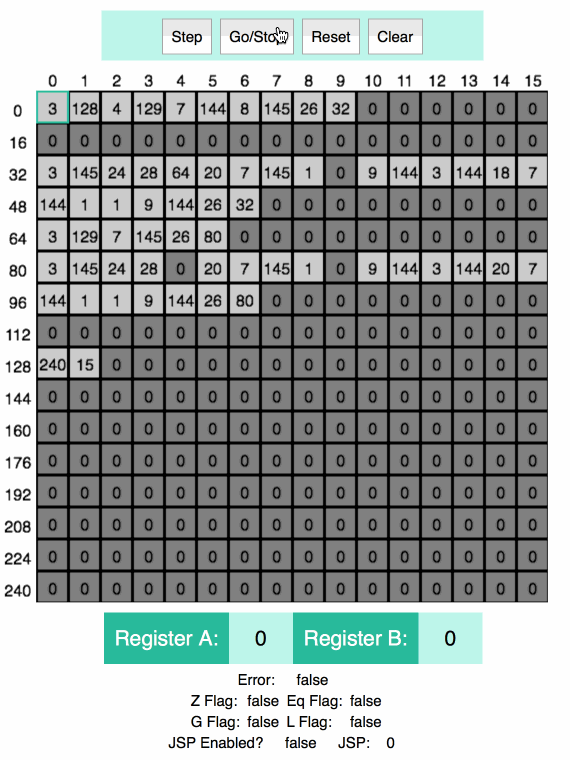 Step Go/Stop Reset Clear
0 1 2 3 4 5 6 7 8 9 10 11 12 13 14 15
0 3 128 4 129 7 144 8 145 26 32 0 0 0 0 0 0
16 0 0 0 0 0 0 0 0 0 0 0 0 0 0 0 0
32 3 145 24 28 64 20 7 145 1 0 9 144 3 144 18 7
48 144 1 1 9 144 26 32 0 0 0 0 0 0 0 0 0
64 3 129 7 145 26 80 0 0 0 0 0 0 0 0 0 0
80 3 145 24 28 0 20 7 145 1 0 9 144 3 144 20 7
96 144 1 1 9 144 26 80 0 0 0 0 0 0 0 0 0
112 0 0 0 0 0 0 0 0 0 0 0 0 0 0 0 0
128 240 15 0 0 0 0 0 0 0 0 0 0 0 0 0 0
144 0 0 0 0 0 0 0 0 0 0 0 0 0 0 0 0
160 0 0 0 0 0 0 0 0 0 0 0 0 0 0 0 0
176 0 0 0 0 0 0 0 0 0 0 0 0 0 0 0 0
192 0 0 0 0 0 0 0 0 0 0 0 0 0 0 0 0
208 0 0 0 0 0 0 0 0 0 0 0 0 0 0 0 0
224 0 0 0 0 0 0 0 0 0 0 0 0 0 0 0 0
240 0 0 0 0 0 0 0 0 0 0 0 0 0 0 0 0
Register A: 0 Register B: 0
Error: false
Z Flag: false Eq Flag: false
G Flag: false L Flag: false
JSP Enabled? false JSP: 0